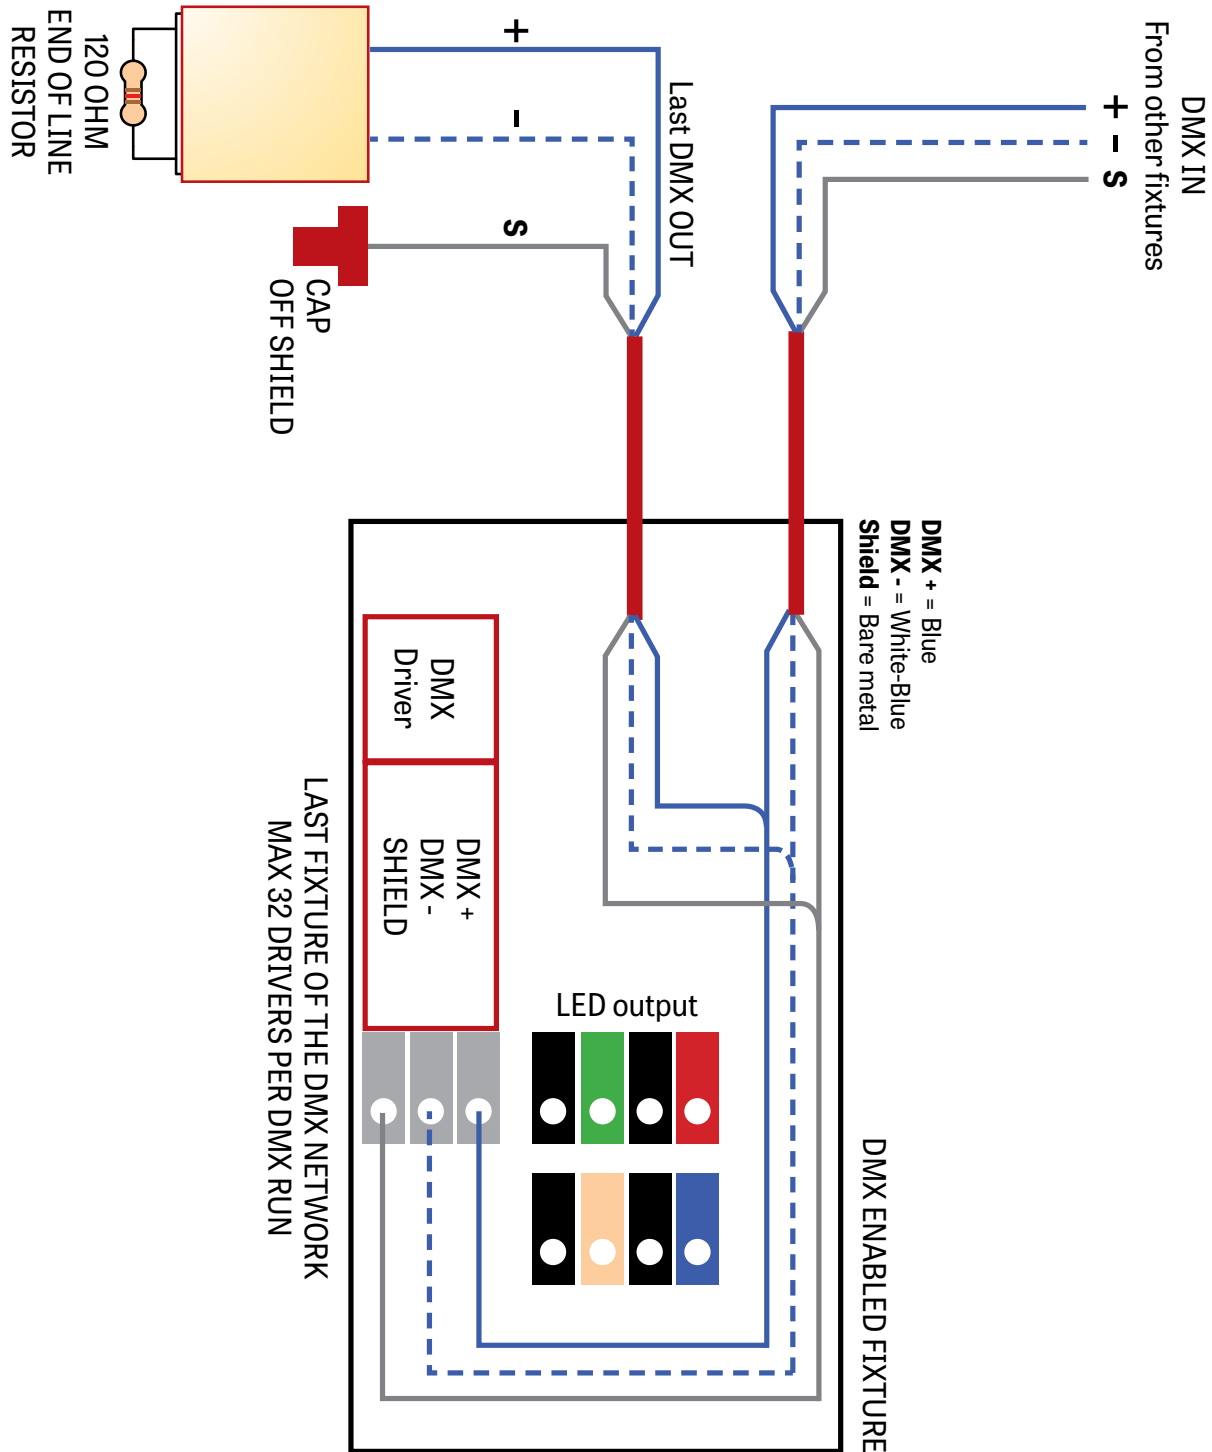 DMX IN
From other fixtures
+
-
S
Last DMX OUT
+
-
S
120 OHM
END OF LINE
RESISTOR
CAP
OFF SHIELD
DMX + = Blue
DMX - = White-Blue
Shield = Bare metal
DMX ENABLED FIXTURE
LED output
DMX
Driver
DMX +
DMX -
SHIELD
LAST FIXTURE OF THE DMX NETWORK
MAX 32 DRIVERS PER DMX RUN